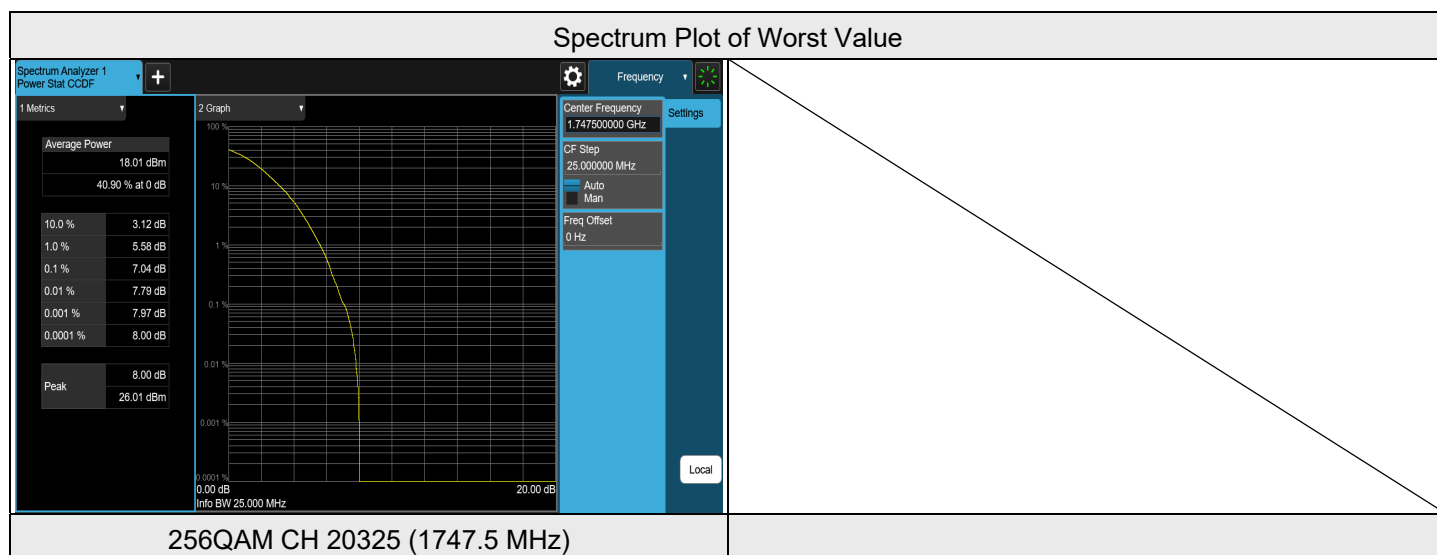 Spectrum Plot of Worst Value
Spectrum Analyzer 1
Power Stat CCDF
+
Frequency
1 Metrics
2 Graph
Center Frequency
1.747500000 GHz
Settings
CF Step
25.000000 MHz
Auto
Man
Freq Offset
0 Hz
Average Power
18.01 dBm
40.90 % at 0 dB
10.0 % 3.12 dB
1.0 % 5.58 dB
0.1 % 7.04 dB
0.01 % 7.79 dB
0.001 % 7.97 dB
0.0001 % 8.00 dB
Peak 8.00 dB
26.01 dBm
100 %
10 %
1 %
0.1 %
0.01 %
0.001 %
0.0001 %
0.00 dB 20.00 dB
Info BW 25.000 MHz
Local
256QAM CH 20325 (1747.5 MHz)